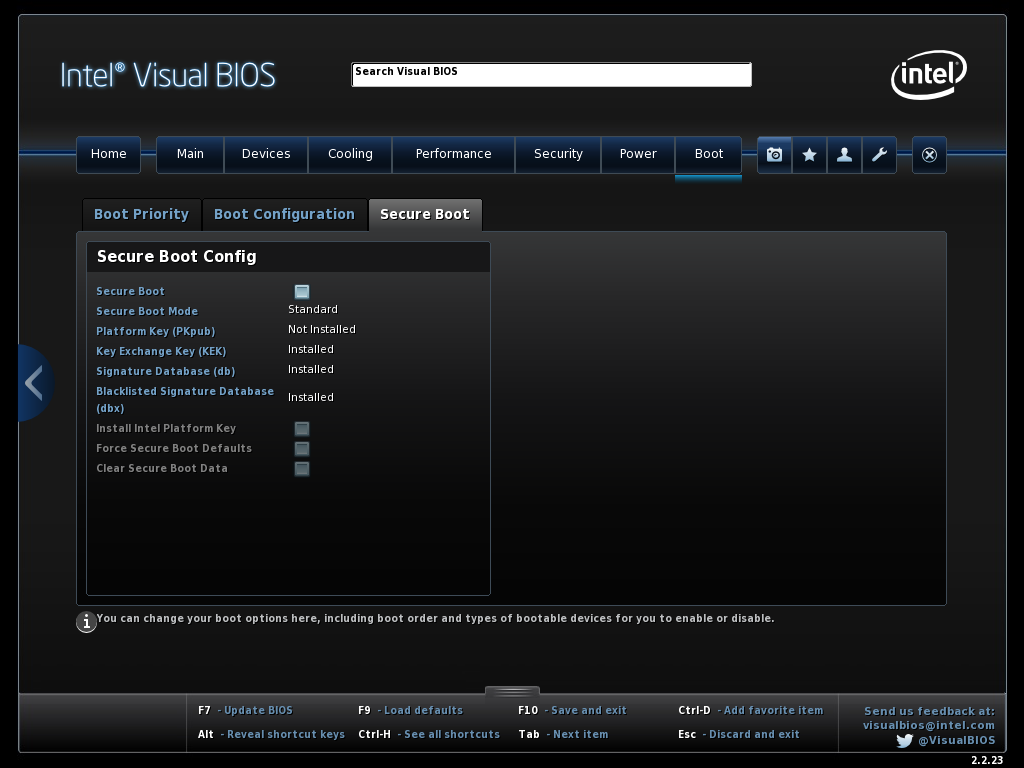 Intel® Visual BIOS
Search Visual BIOS
intel®
Home Main Devices Cooling Performance Security Power Boot
Boot Priority Boot Configuration Secure Boot
Secure Boot Config
Secure Boot
Secure Boot Mode Standard
Platform Key (PKpub) Not Installed
Key Exchange Key (KEK) Installed
Signature Database (db) Installed
Blacklisted Signature Database
(dbx) Installed
Install Intel Platform Key
Force Secure Boot Defaults
Clear Secure Boot Data
You can change your boot options here, including boot order and types of bootable devices for you to enable or disable.
F7 - Update BIOS F9 - Load defaults F10 - Save and exit Ctrl-D - Add favorite item
Alt - Reveal shortcut keys Ctrl-H - See all shortcuts Tab - Next item Esc - Discard and exit
Send us feedback at:
visualbios@intel.com
@VisualBIOS
2.2.23